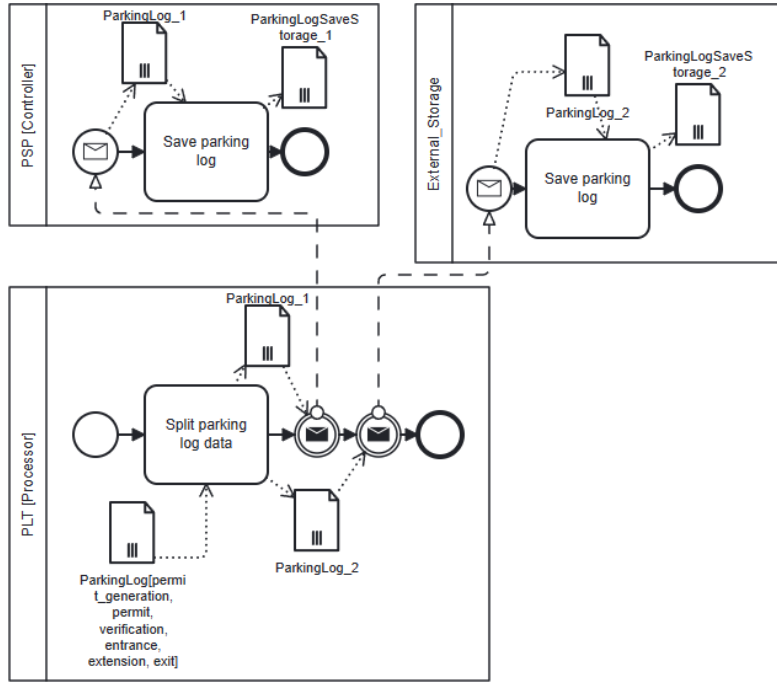 PSP [Controller]
ParkingLog_1
ParkingLogSaveS
torage_1
Save parking
log
External_Storage
ParkingLog_2
ParkingLogSaveS
torage_2
Save parking
log
PLT [Processor]
ParkingLog_1
Split parking
log data
ParkingLog_2
ParkingLog[permi
t_generation,
permit,
verification,
entrance,
extension, exit]